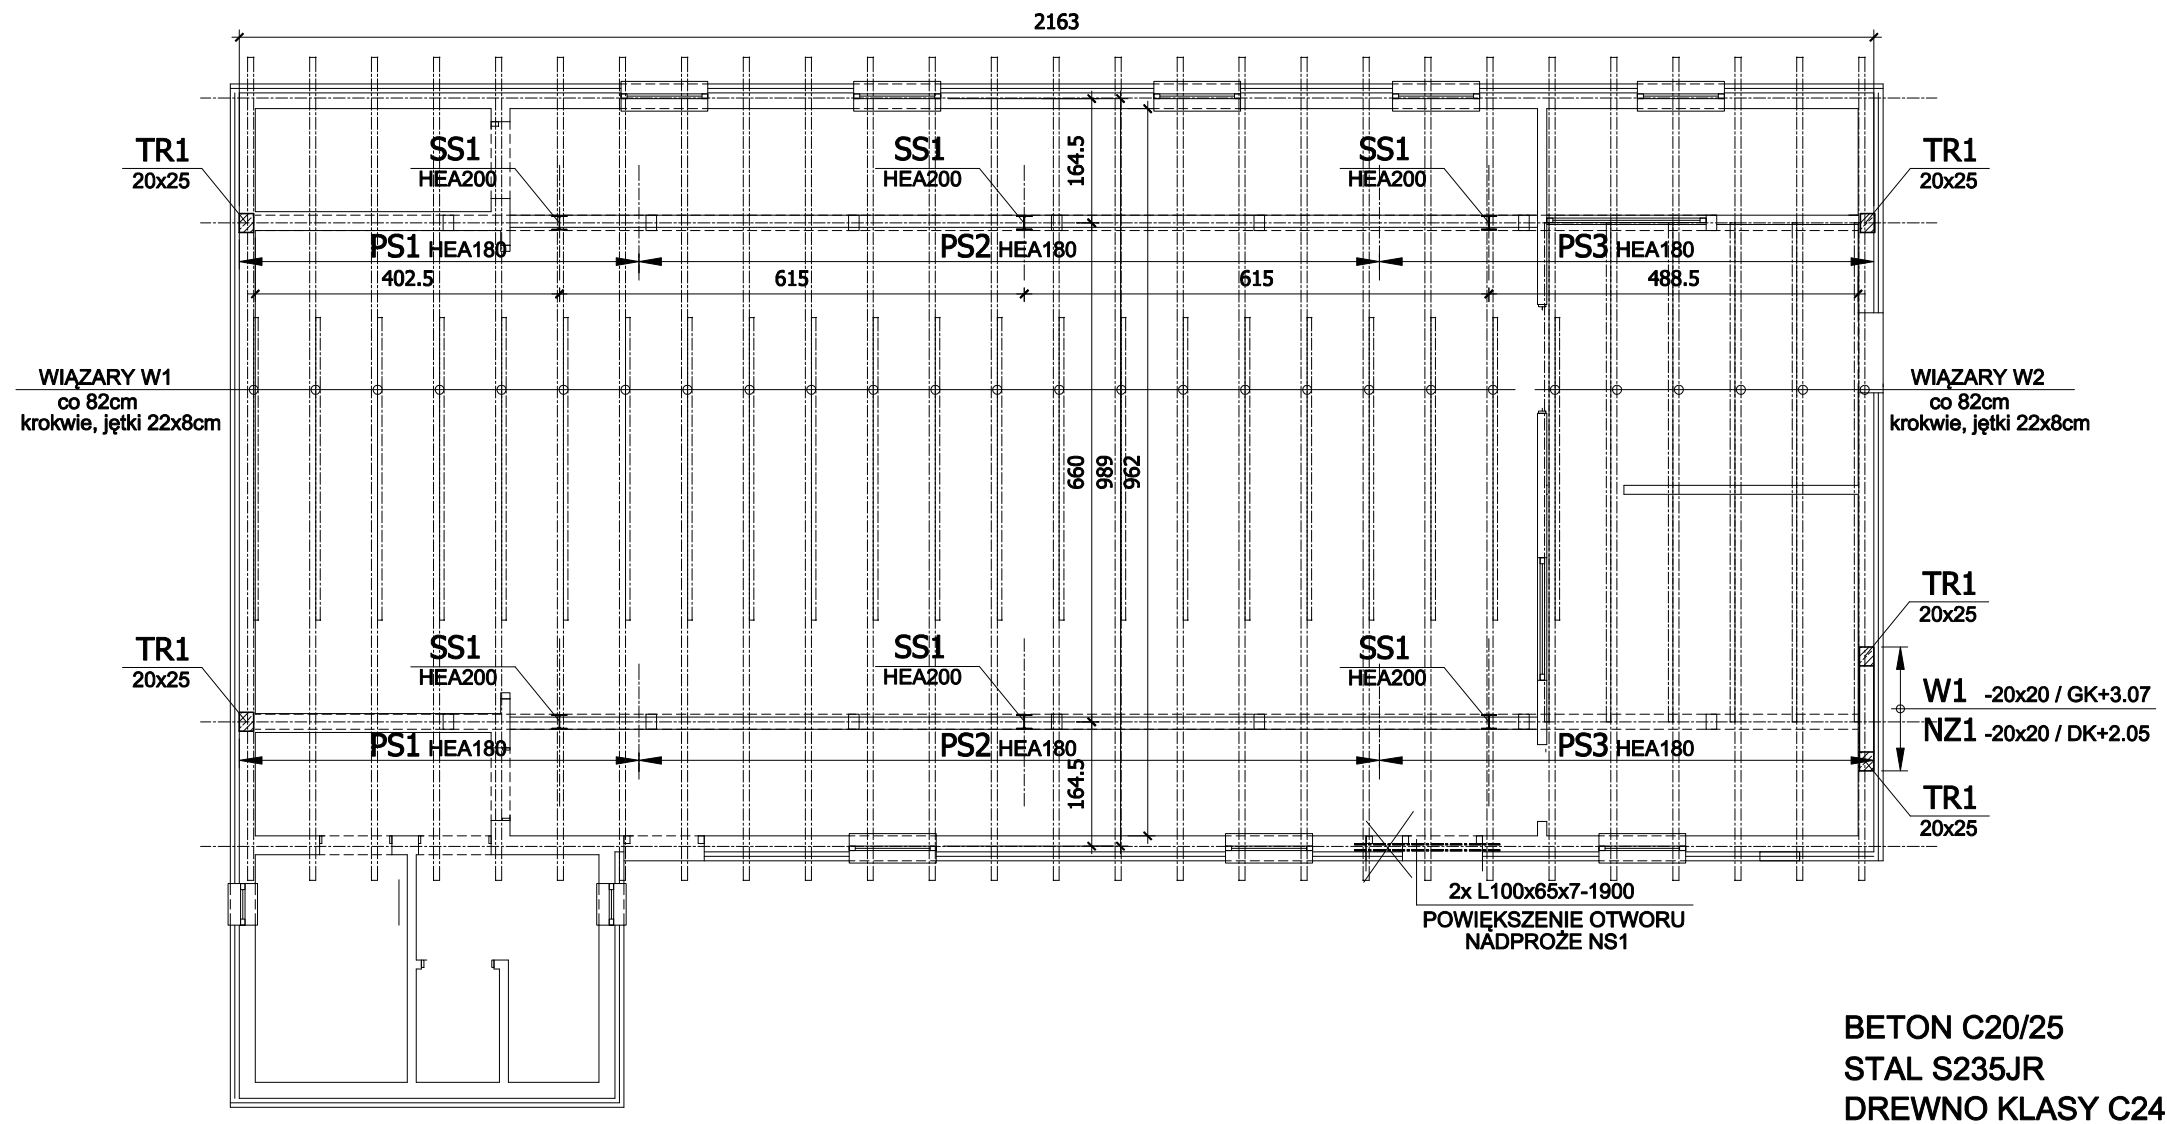 2163
164.5
TR1
20x25
SS1
HEA200
SS1
HEA200
SS1
HEA200
TR1
20x25
PS1 HEA180
PS2 HEA180
PS3 HEA180
402.5
615
615
488.5
WIĄZARY W1
co 82cm
krokwie, jętki 22x8cm
WIĄZARY W2
co 82cm
krokwie, jętki 22x8cm
660
989
962
TR1
20x25
TR1
20x25
SS1
HEA200
SS1
HEA200
SS1
HEA200
W1 -20x20 / GK+3.07
NZ1 -20x20 / DK+2.05
PS1 HEA180
PS2 HEA180
PS3 HEA180
164.5
TR1
20x25
2x L100x65x7-1900
POWIĘKSZENIE OTWORU
NADPROŻE NS1
BETON C20/25
STAL S235JR
DREWNO KLASY C24